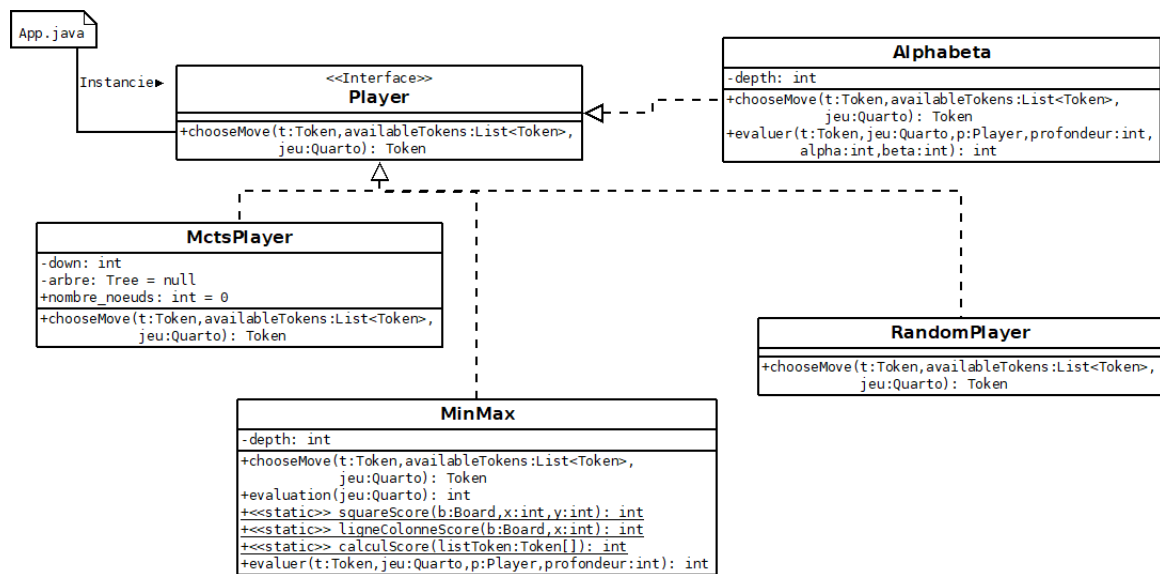 App.java
Instancie►
<<Interface>>
Player
+chooseMove(t:Token,availableTokens:List<Token>,
jeu:Quarto): Token
Alphabeta
-depth: int
+chooseMove(t:Token,availableTokens:List<Token>,
jeu:Quarto): Token
+evaluer(t:Token,jeu:Quarto,p:Player,profondeur:int,
alpha:int,beta:int): int
MctsPlayer
-down: int
-arbre: Tree = null
+nombre_noeuds: int = 0
+chooseMove(t:Token,availableTokens:List<Token>,
jeu:Quarto): Token
RandomPlayer
+chooseMove(t:Token,availableTokens:List<Token>,
jeu:Quarto): Token
MinMax
-depth: int
+chooseMove(t:Token,availableTokens:List<Token>,
jeu:Quarto): Token
+evaluation(jeu:Quarto): int
+<<static>> squareScore(b:Board,x:int,y:int): int
+<<static>> ligneColonneScore(b:Board,x:int): int
+<<static>> calculScore(listToken:Token[]): int
+evaluer(t:Token,jeu:Quarto,p:Player,profondeur:int): int